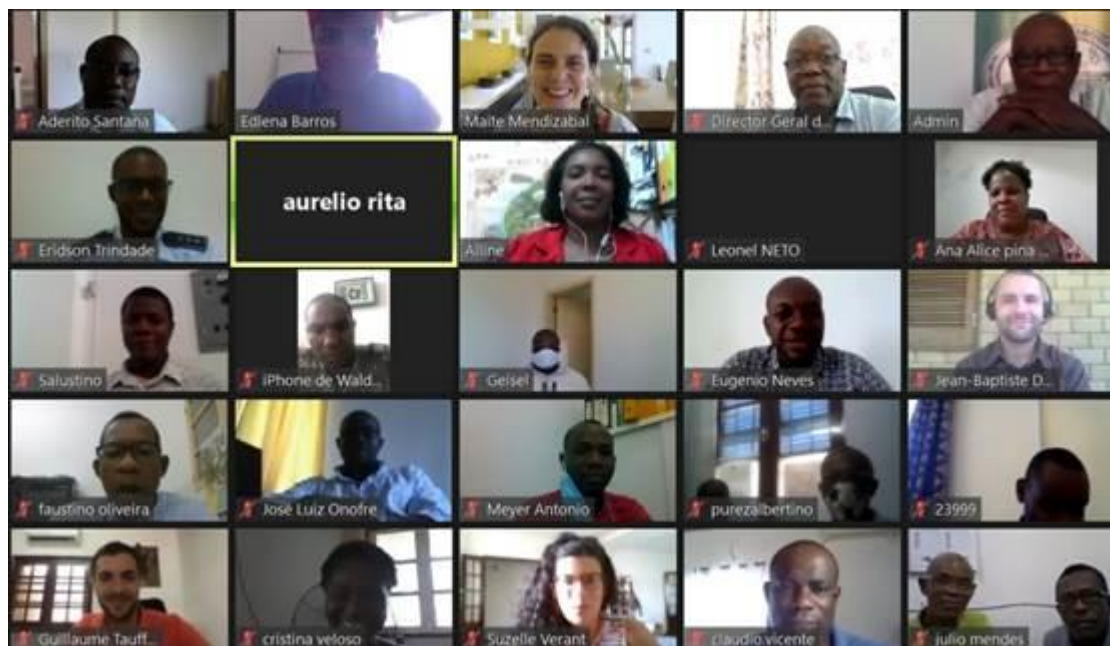 Aderito Santana
Edlena Barros
Maite Mendizabal
Director Geral d...
Admin
Eridson Trindade
aurelio rita
Alline
Leonel NETO
Ana Alice pina ...
Salustino
iPhone de Wald...
Geisel
Eugenio Neves
Jean-Baptiste D...
faustino oliveira
José Luiz Onofre
Meyer Antonio
purezalbertino
23999
Guillaume Tauff...
cristina veloso
Suzelle Verant
claudio.vicente
julio mendes